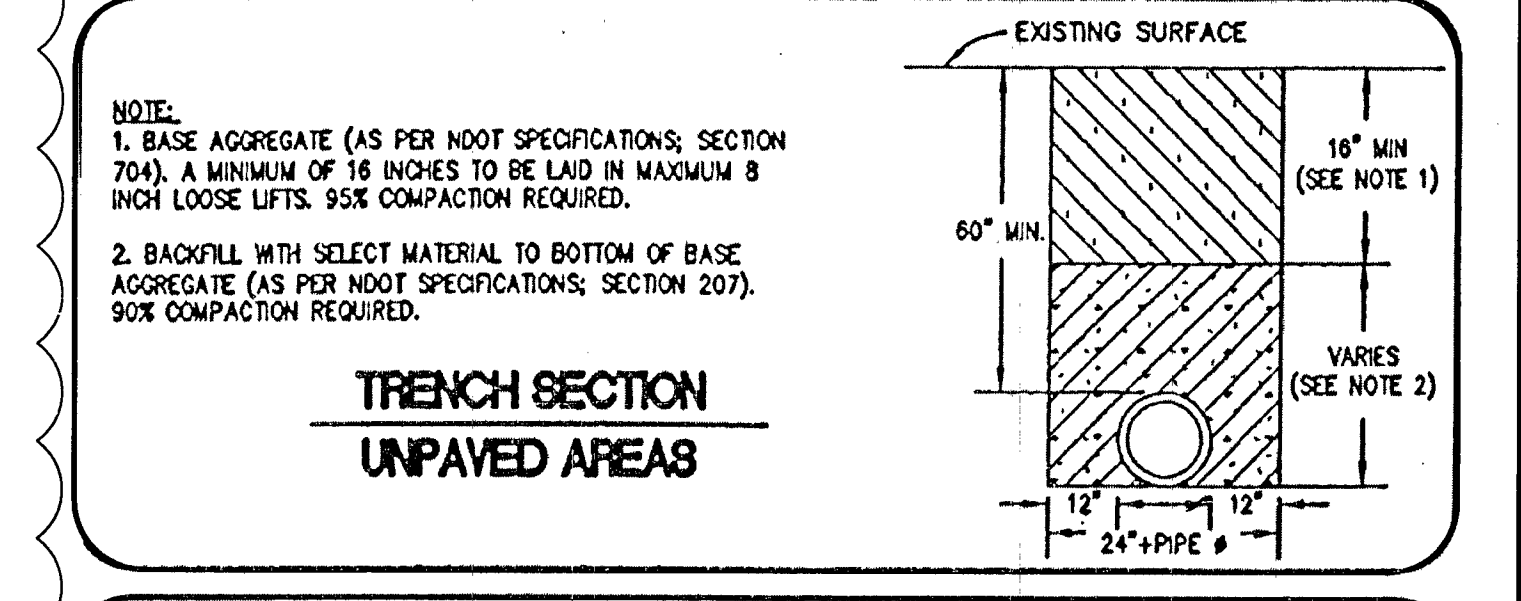 EXISTING SURFACE
NOTE:
1. BASE AGGREGATE (AS PER NDOT SPECIFICATIONS; SECTION
704). A MINIMUM OF 16 INCHES TO BE LAID IN MAXIMUM 8
INCH LOOSE LIFTS. 95% COMPACTION REQUIRED.
2. BACKFILL WITH SELECT MATERIAL TO BOTTOM OF BASE
AGGREGATE (AS PER NDOT SPECIFICATIONS; SECTION 207).
90% COMPACTION REQUIRED.
TRENCH SECTION
UNPAVED AREAS
60" MIN.
16" MIN
(SEE NOTE 1)
VARIES
(SEE NOTE 2)
12" 12"
24"+PIPE ø